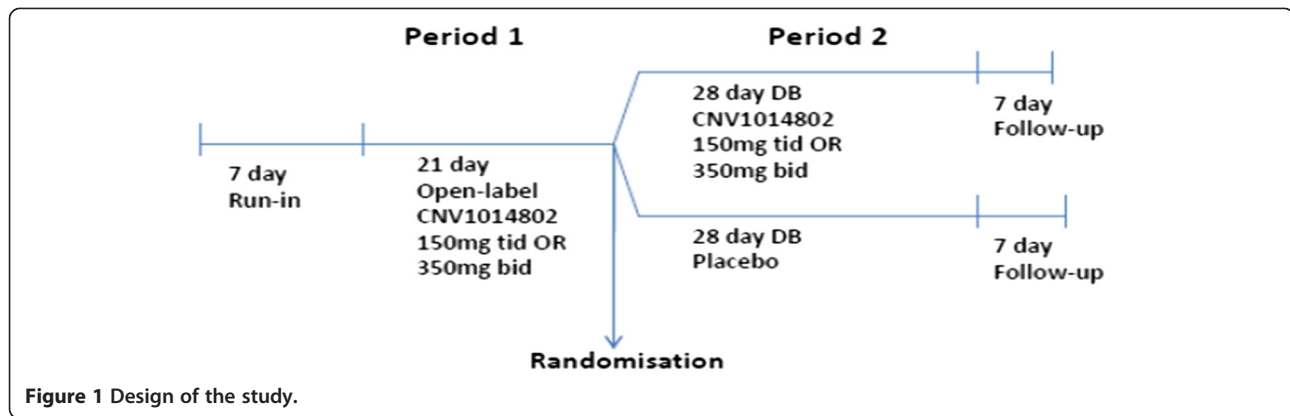 Period 1
Period 2
7 day
Run-in
21 day
Open-label
CNV1014802
150mg tid OR
350mg bid
28 day DB
CNV1014802
150mg tid OR
350mg bid
7 day
Follow-up
28 day DB
Placebo
7 day
Follow-up
Randomisation
Figure 1 Design of the study.